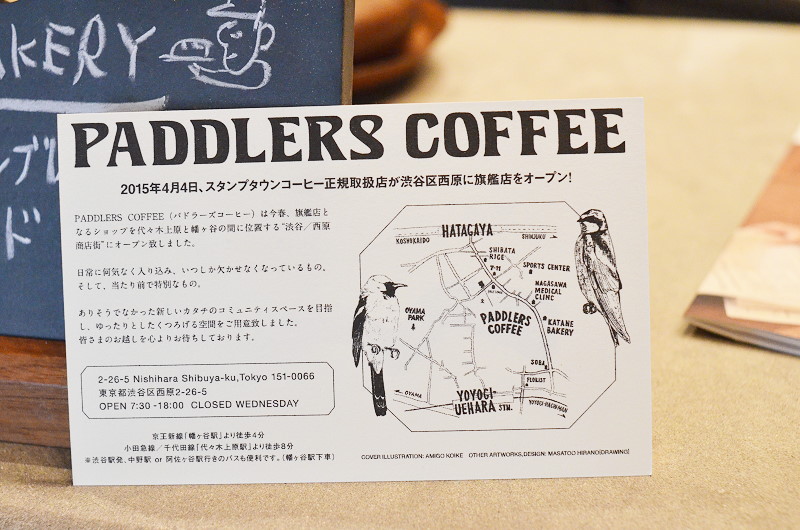 AKERY
ンブレ
ド
PADDLERS COFFEE
2015年4月4日、スタンプタウンコーヒー正規取扱店が渋谷区西原に旗艦店をオープン!
PADDLERS COFFEE（パドラーズコーヒー）は今春、旗艦店と
なるショップを代々木上原と幡ヶ谷の間に位置する“渋谷／西原
商店街”にオープン致しました。
日常に何気なく入り込み、いつしか欠かせなくなっているもの、
そして、当たり前で特別なもの。
ありそうでなかった新しいカタチのコミュニティスペースを目指
し、ゆったりとしたくつろげる空間をご用意致しました。
皆さまのお越しを心よりお待ちしております。
2-26-5 Nishihara Shibuya-ku,Tokyo 151-0066
東京都渋谷区西原2-26-5
OPEN 7:30 -18:00 CLOSED WEDNESDAY
京王新線「幡ヶ谷駅」より徒歩4分
小田急線／千代田線「代々木上原駅」より徒歩8分
※渋谷駅発、中野駅 or 阿佐ヶ谷駅行きのバスも便利です。(幡ヶ谷駅下車)
HATAGAYA
KOSHUKAIDO
SHINJUKU
SHIBATA
RICE
7-11
SPORTS CENTER
NAGASAWA
MEDICAL
CLINIC
OYAMA
PARK
PADDLERS
COFFEE
KATANE
BAKERY
SOBA
FLORIST
OYAMA
YOYOGI-
UEHARA STN.
YOYOGI-HACHIMAN
COVER ILLUSTRATION: AMIGO KOIKE OTHER ARTWORKS,DESIGN: MASATOO HIRANO(DRAWING)